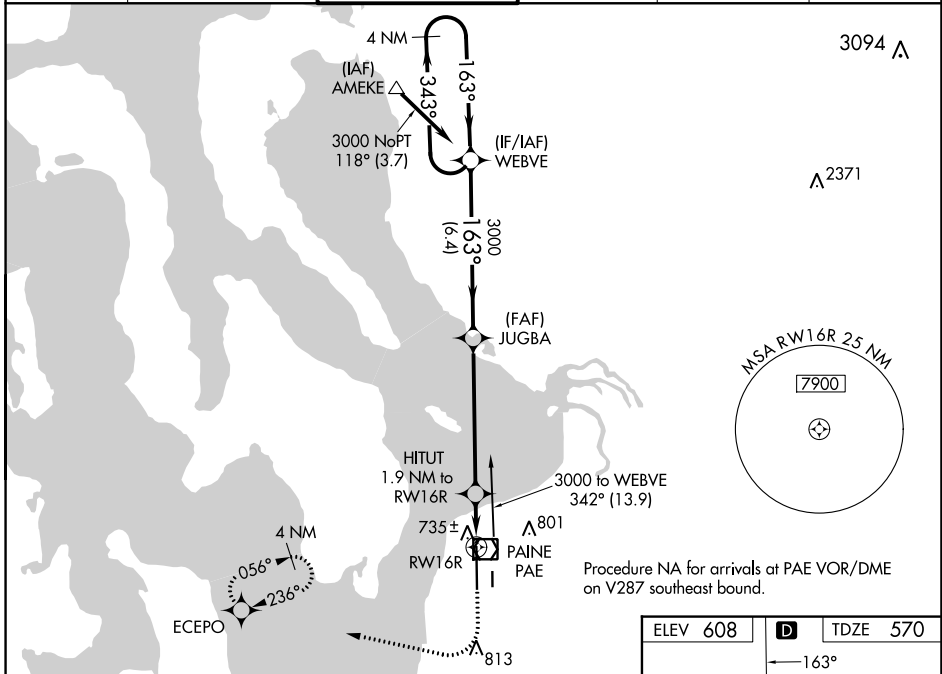 4 NM
3094
(IAF)
AMEKE
343°
163°
3000 NoPT
118° (3.7)
(IF/IAF)
WEBVE
2371
3000
163°
(6.4)
(FAF)
JUGBA
MSA RW16R 25 NM
7900
HITUT
1.9 NM to
RW16R
3000 to WEBVE
342° (13.9)
735±
801
4 NM
RW16R
PAINE
PAE
056°
236°
Procedure NA for arrivals at PAE VOR/DME
on V287 southeast bound.
ECEPO
813
ELEV 608
D
TDZE 570
163°